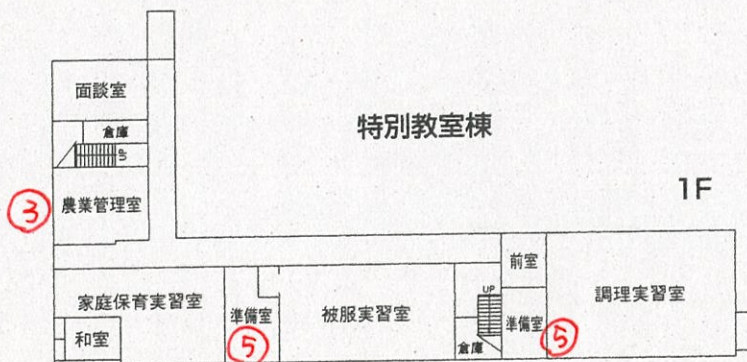 面談室
倉庫
UP
特別教室棟
1F
③
農業管理室
前室
調理実習室
家庭保育実習室
準備室
被服実習室
UP
準備室
和室
⑤
倉庫
⑤